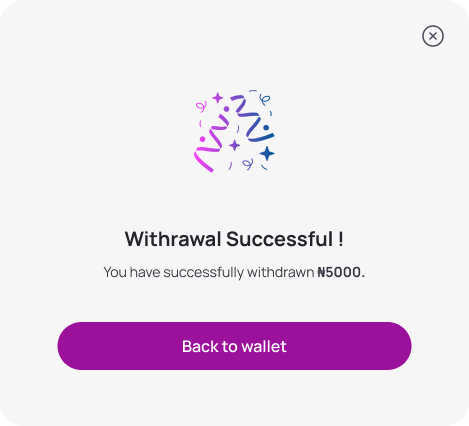 Withrawal Successful !
You have successfully withdrawn ₦5000.
Back to wallet